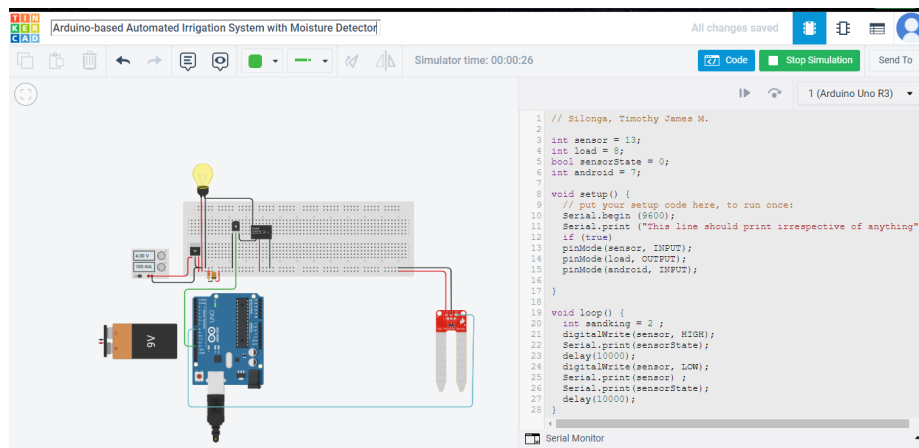 TIN
KER
CAD
Arduino-based Automated Irrigation System with Moisture Detector
All changes saved
Simulator time: 00:00:26
Code
Stop Simulation
Send To
1 (Arduino Uno R3)
1 // Silonga, Timothy James M.
2
3 int sensor = 13;
4 int load = 8;
5 bool sensorState = 0;
6 int android = 7;
7
8 void setup() {
9 // put your setup code here, to run once:
10 Serial.begin (9600);
11 Serial.print ("This line should print irrespective of anything"
12 if (true)
13 pinMode(sensor, INPUT);
14 pinMode(load, OUTPUT);
15 pinMode(android, INPUT);
16
17 }
18
19 void loop() {
20 int sandking = 2 ;
21 digitalWrite(sensor, HIGH);
22 Serial.print(sensorState);
23 delay(10000);
24 digitalWrite(sensor, LOW);
25 Serial.print(sensor) ;
26 Serial.print(sensorState);
27 delay(10000);
28 }
4.00 V
100 mA
9V
UNO
Serial Monitor